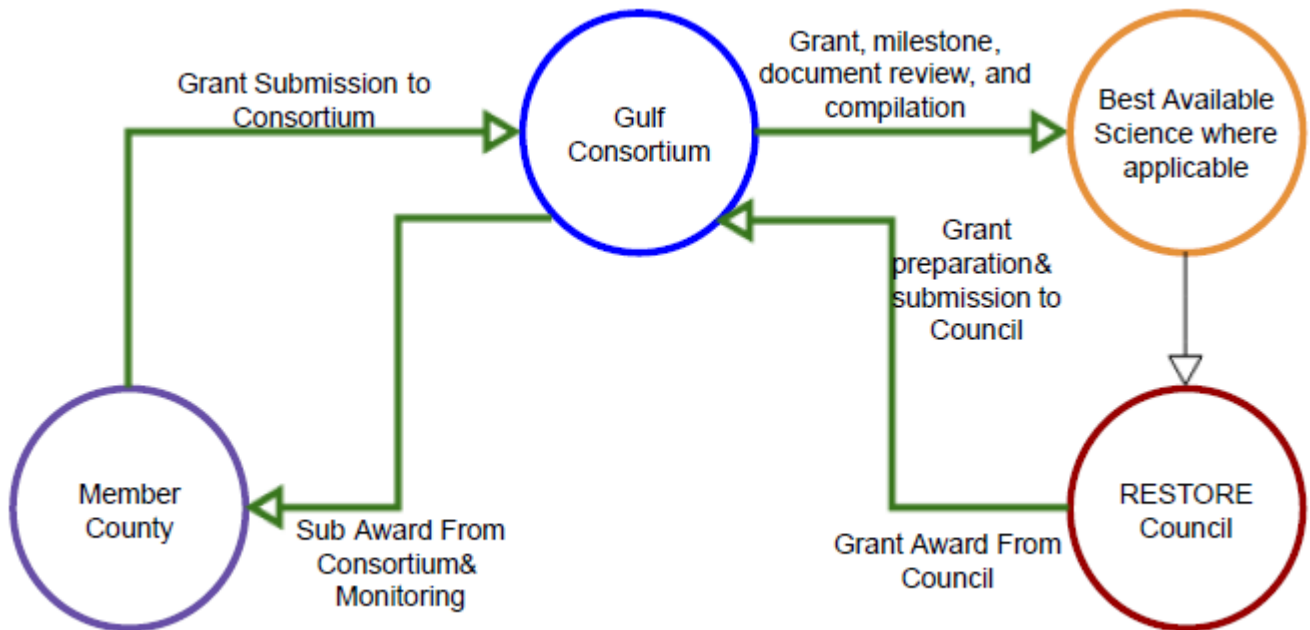 Grant Submission to
Consortium
Gulf
Consortium
Grant, milestone,
document review, and
compilation
Best Available
Science where
applicable
Grant
preparation&
submission to
Council
Member
County
Sub Award From
Consortium&
Monitoring
Grant Award From
Council
RESTORE
Council